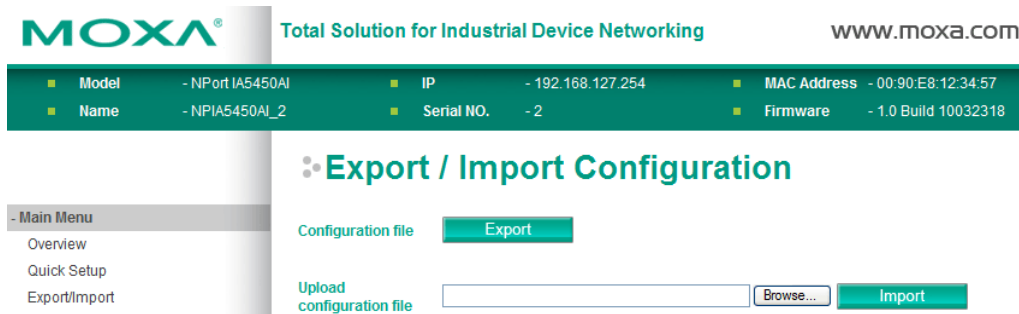 MOXA®
Total Solution for Industrial Device Networking
www.moxa.com
Model - NPort IA5450AI IP - 192.168.127.254 MAC Address - 00:90:E8:12:34:57
Name - NPIA5450AI_2 Serial NO. - 2 Firmware - 1.0 Build 10032318
Export / Import Configuration
- Main Menu
Overview
Quick Setup
Export/Import
Configuration file Export
Upload
configuration file Browse... Import